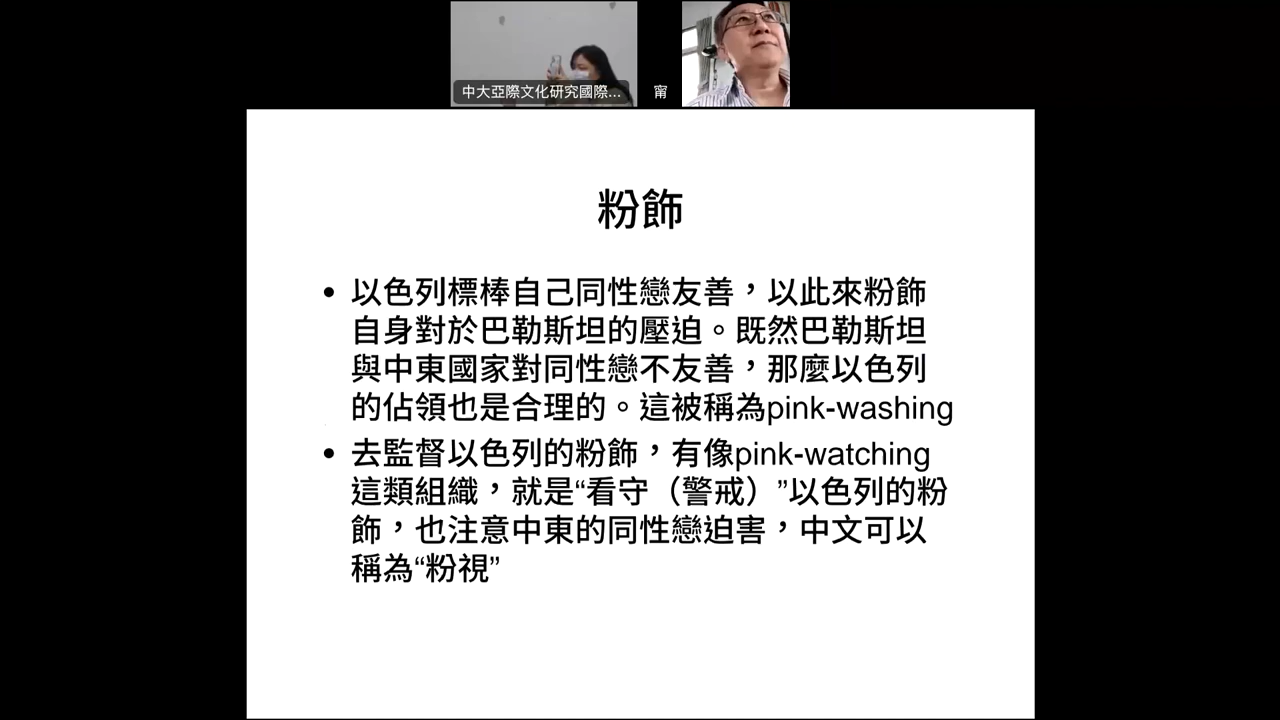 中大亞際文化研究國際...
甯
粉飾
• 以色列標棒自己同性戀友善，以此來粉飾
自身對於巴勒斯坦的壓迫。既然巴勒斯坦
與中東國家對同性戀不友善，那麼以色列
的佔領也是合理的。這被稱為pink-washing
• 去監督以色列的粉飾，有像pink-watching
這類組織，就是“看守（警戒）”以色列的粉
飾，也注意中東的同性戀迫害，中文可以
稱為“粉視”